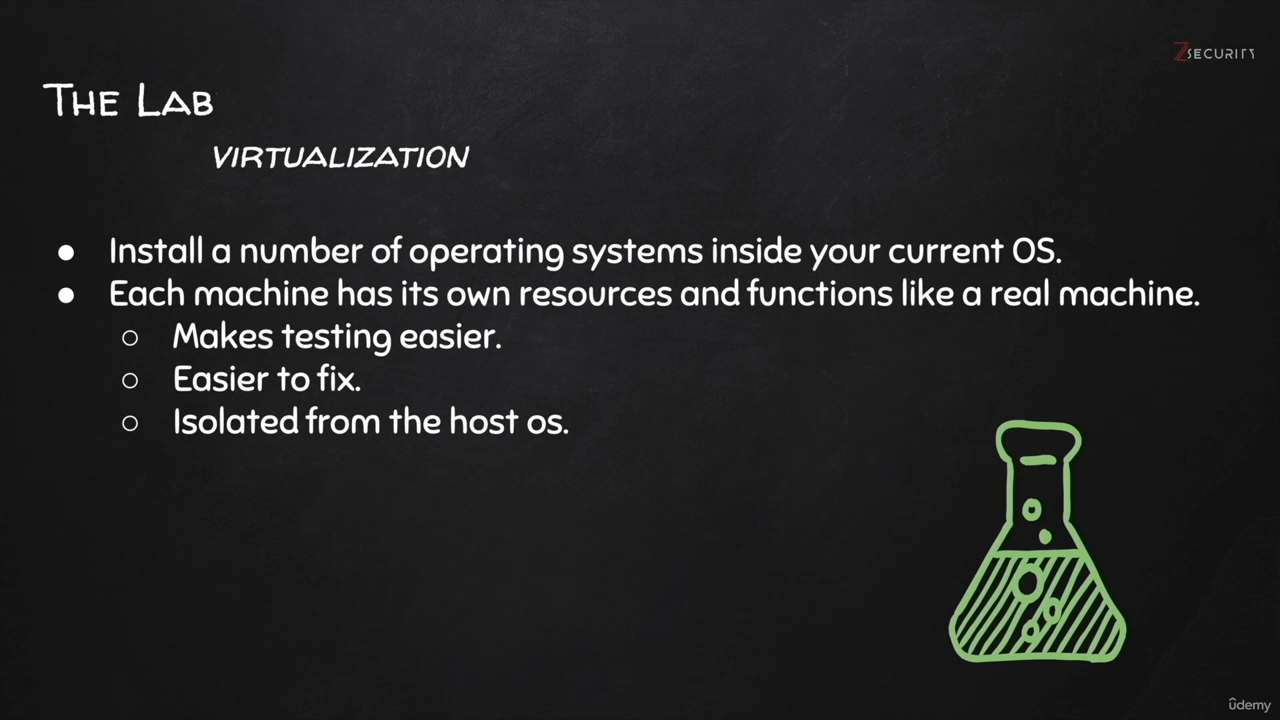 ZSECURITY
THE LAB
VIRTUALIZATION
● Install a number of operating systems inside your current OS.
● Each machine has its own resources and functions like a real machine.
○ Makes testing easier.
○ Easier to fix.
○ Isolated from the host os.
ûdemy